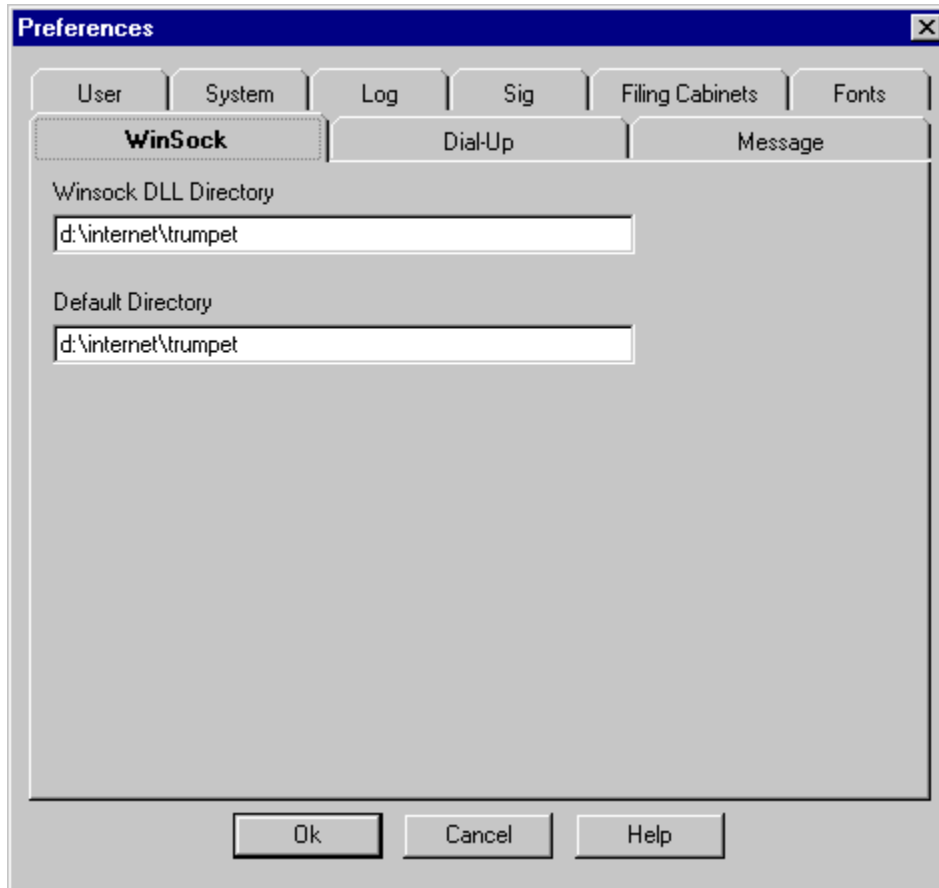 Preferences
User System Log Sig Filing Cabinets Fonts
WinSock Dial-Up Message
Winsock DLL Directory
d:\internet\trumpet
Default Directory
d:\internet\trumpet
Ok Cancel Help